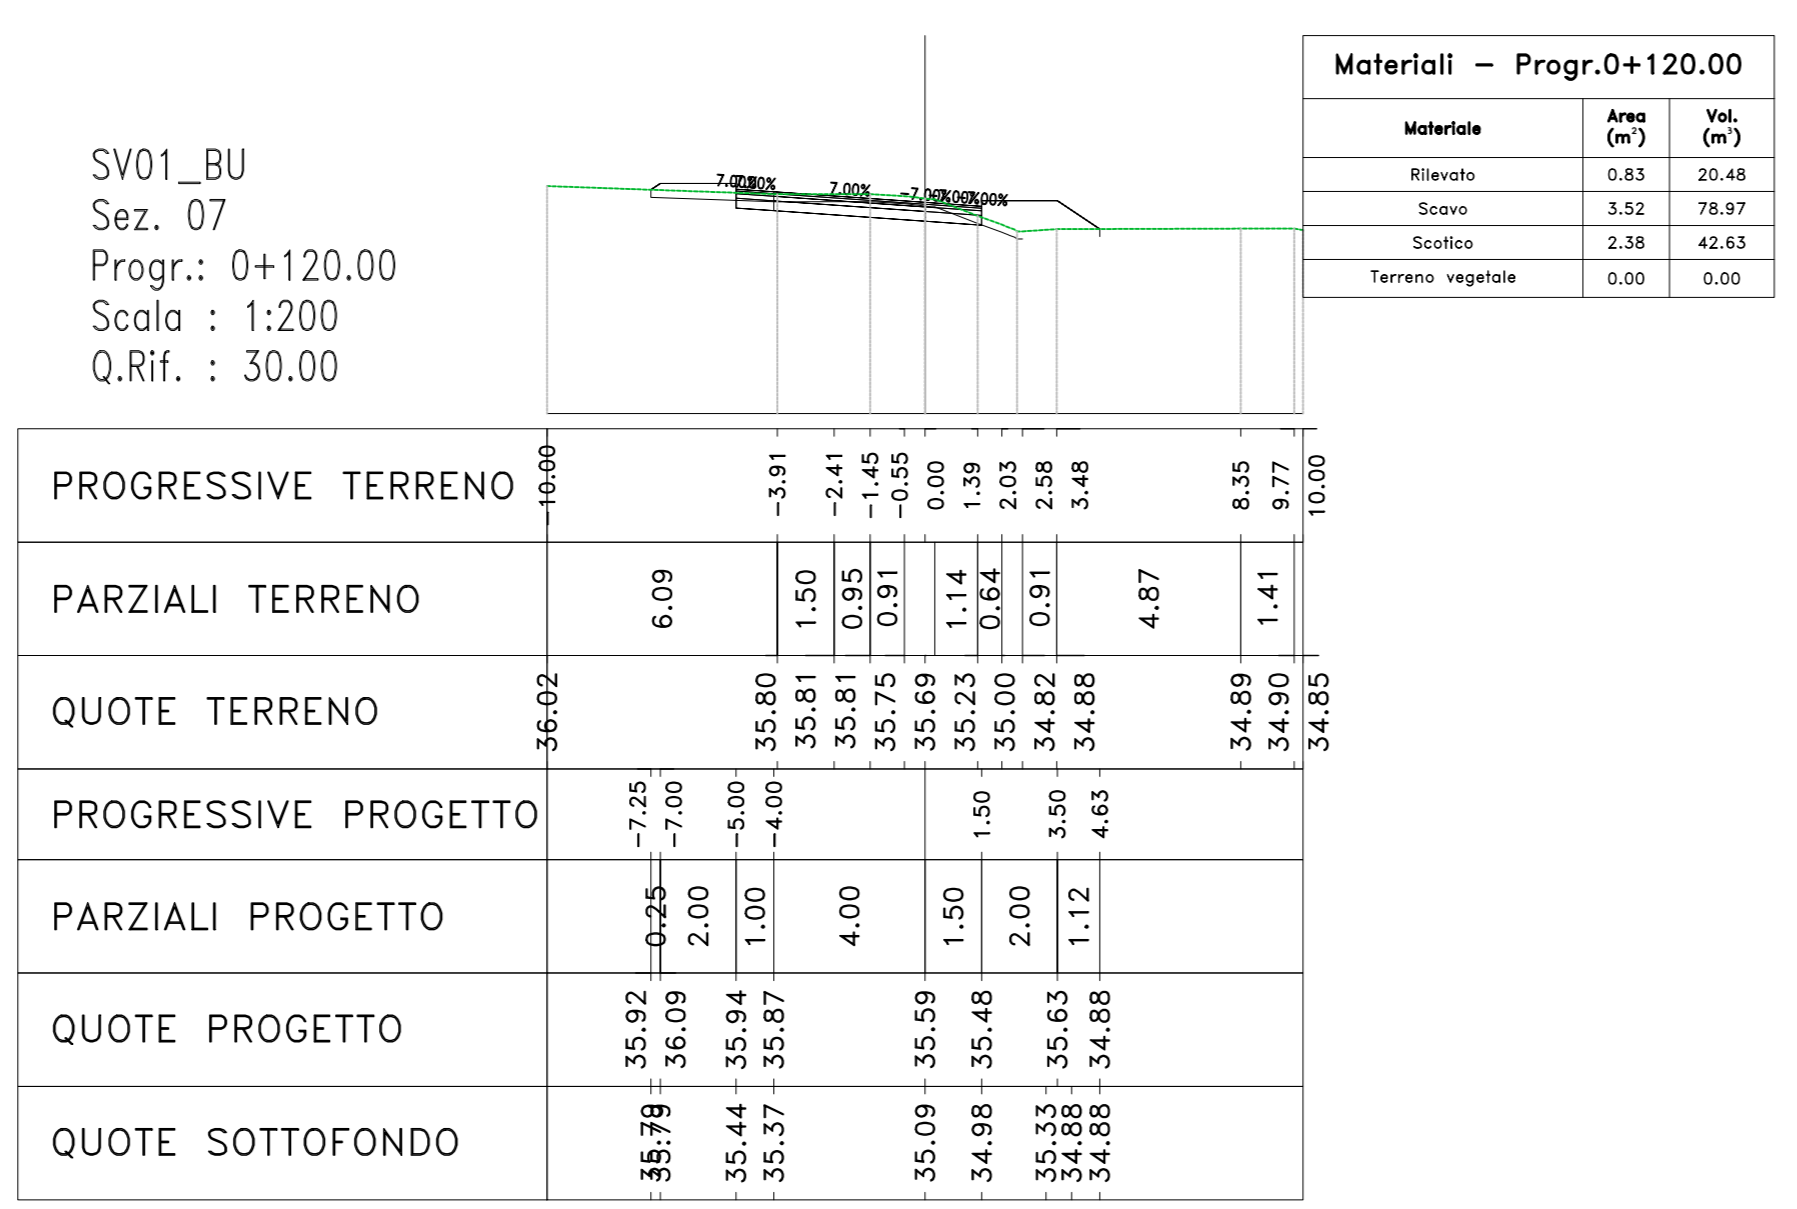 Materiali – Progr.0+120.00
Materiale Area (m²) Vol. (m³)
Rilevato 0.83 20.48
Scavo 3.52 78.97
Scotico 2.38 42.63
Terreno vegetale 0.00 0.00
SV01_BU
Sez. 07
Progr.: 0+120.00
Scala : 1:200
Q.Rif. : 30.00
7.00% 7.00% 7.00% -7.00% -7.00%
PROGRESSIVE TERRENO -10.00 -3.91 -2.41 -1.45 -0.55 0.00 1.39 2.03 2.58 3.48 8.35 9.77 10.00
PARZIALI TERRENO 6.09 1.50 0.95 0.91 1.14 0.64 0.91 4.87 1.41
QUOTE TERRENO 36.02 35.80 35.81 35.81 35.75 35.69 35.23 35.00 34.82 34.88 34.89 34.90 34.85
PROGRESSIVE PROGETTO -7.25 -7.00 -5.00 -4.00 1.50 3.50 4.63
PARZIALI PROGETTO 0.25 2.00 1.00 4.00 1.50 2.00 1.12
QUOTE PROGETTO 35.92 36.09 35.94 35.87 35.59 35.48 35.63 34.88
QUOTE SOTTOFONDO 35.79 35.79 35.44 35.37 35.09 34.98 35.33 34.88 34.88